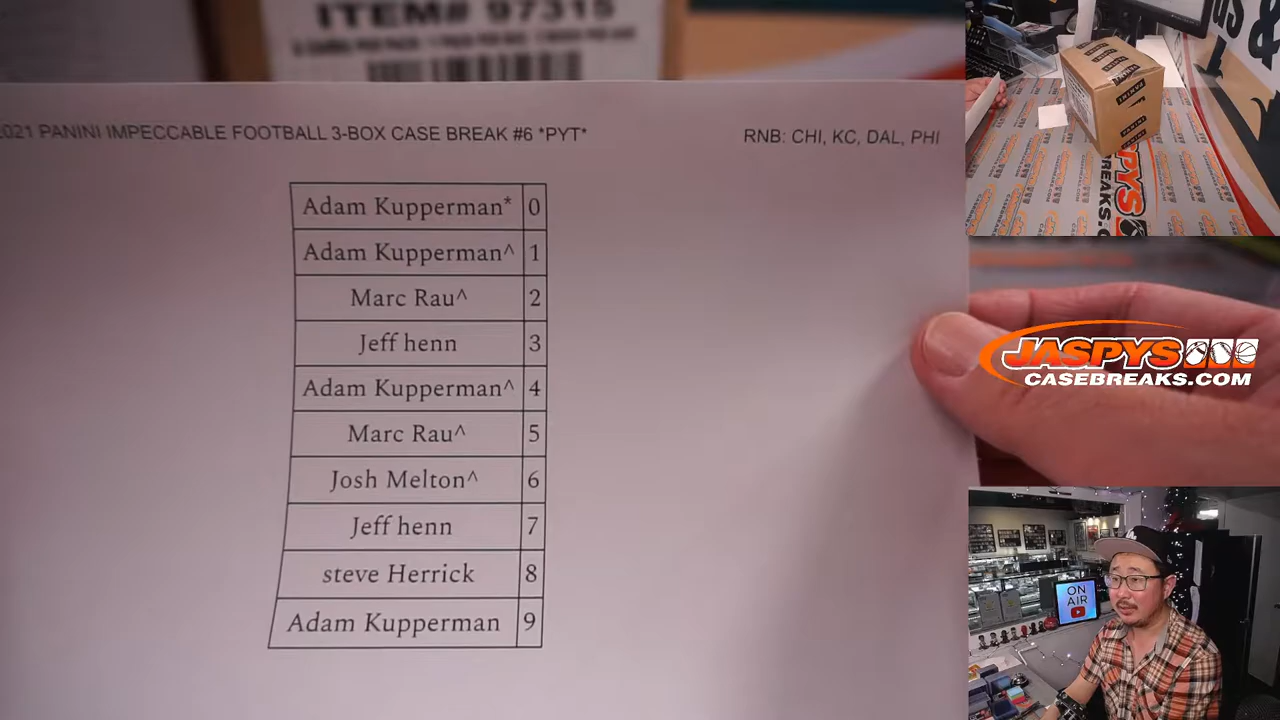 ITEM# 97315
2021 PANINI IMPECCABLE FOOTBALL 3-BOX CASE BREAK #6 *PYT*
RNB: CHI, KC, DAL, PHI
Adam Kupperman* 0
Adam Kupperman^ 1
Marc Rau^ 2
Jeff henn 3
Adam Kupperman^ 4
Marc Rau^ 5
Josh Melton^ 6
Jeff henn 7
steve Herrick 8
Adam Kupperman 9
PANINI
JASPYS
CASEBREAKS.COM
ON
AIR